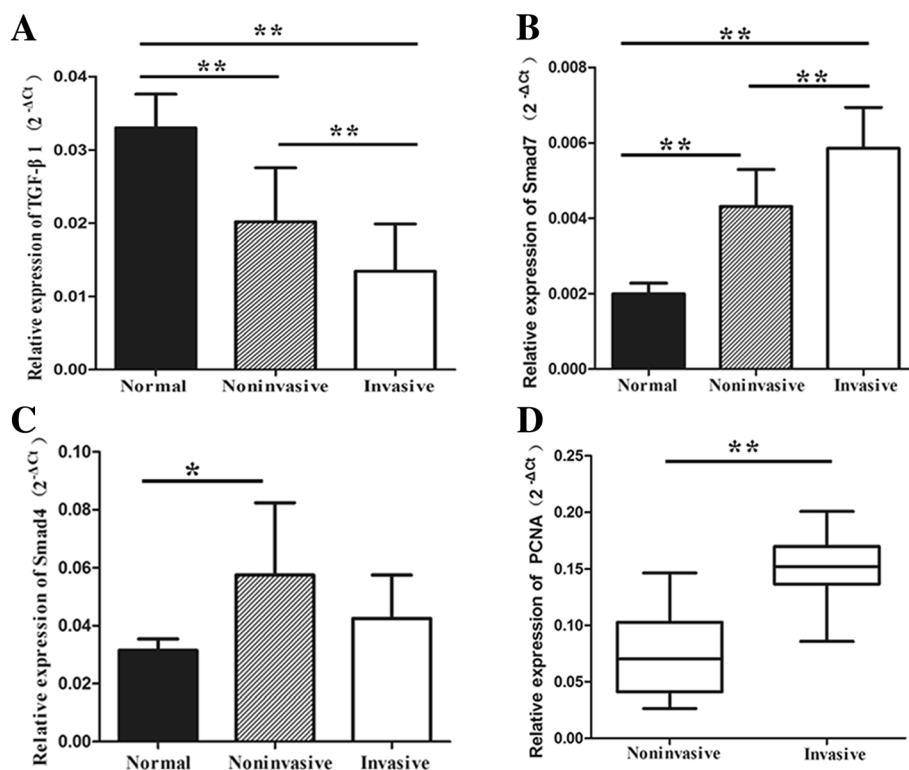 A
Relative expression of TGF-β 1 (2 -ΔCt)
0.04
0.03
0.02
0.01
0.00
**
**
**
Normal Noninvasive Invasive
B
Relative expression of Smad7 (2 -ΔCt)
0.008
0.006
0.004
0.002
0.000
**
**
**
Normal Noninvasive Invasive
C
Relative expression of Smad4 (2-ΔCt)
0.10
0.08
0.06
0.04
0.02
0.00
*
Normal Noninvasive Invasive
D
Relative expression of PCNA (2 -ΔCt)
0.25
0.20
0.15
0.10
0.05
0.00
**
Noninvasive Invasive